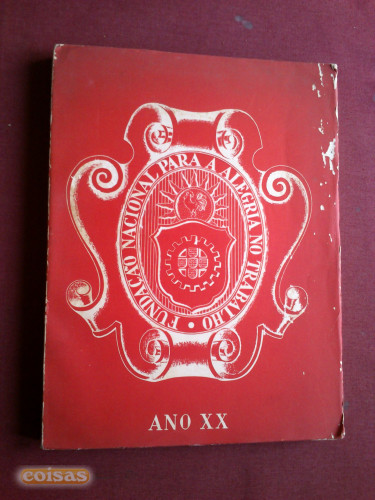 FUNDAÇÃO NACIONAL PARA A ALEGRIA NO TRABALHO •
ANO XX
coisas